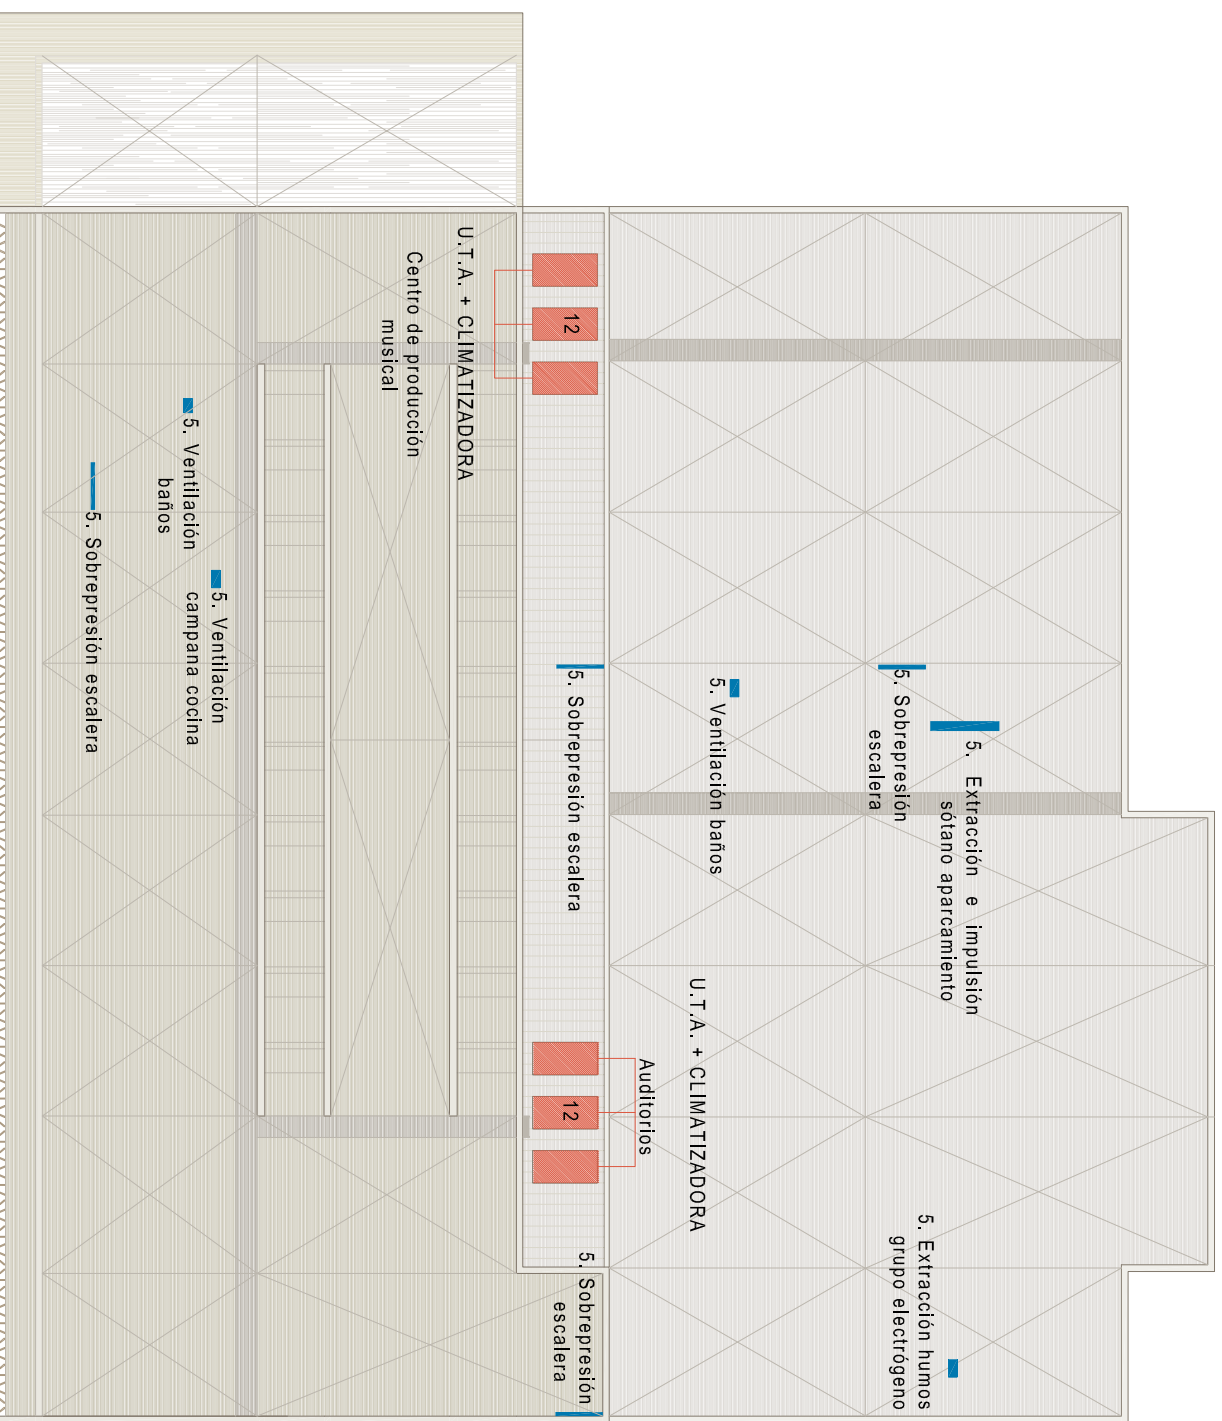 5. Extracción e impulsión
sótano aparcamiento
5. Extracción humos
grupo electrógeno
5. Sobrepresión
escalera
5. Ventilación baños
U.T.A. + CLIMATIZADORA
Auditorios
12
12
5. Sobrepresión escalera
5. Sobrepresión
escalera
U.T.A. + CLIMATIZADORA
Centro de producción
musical
5. Ventilación
campana cocina
5. Ventilación
baños
5. Sobrepresión escalera